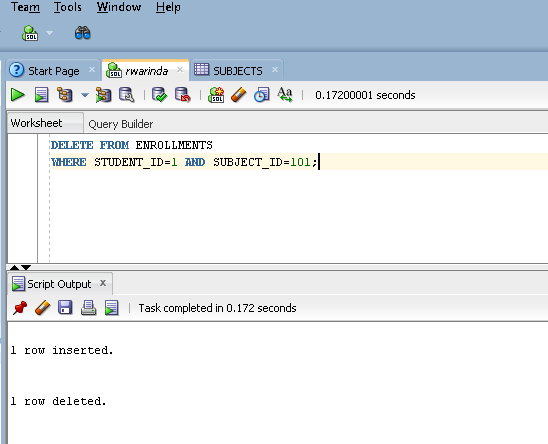 Team Tools Window Help
SQL
Start Page rwarinda SUBJECTS
0.17200001 seconds
Worksheet Query Builder
DELETE FROM ENROLLMENTS
WHERE STUDENT_ID=1 AND SUBJECT_ID=101;
Script Output x
Task completed in 0.172 seconds
1 row inserted.
1 row deleted.